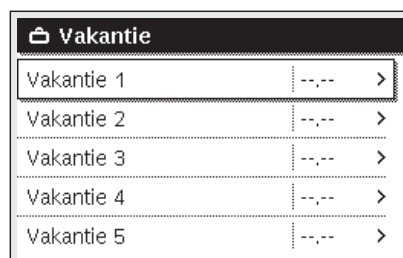 Vakantie
Vakantie 1 --.-- >
Vakantie 2 --.-- >
Vakantie 3 --.-- >
Vakantie 4 --.-- >
Vakantie 5 --.-- >